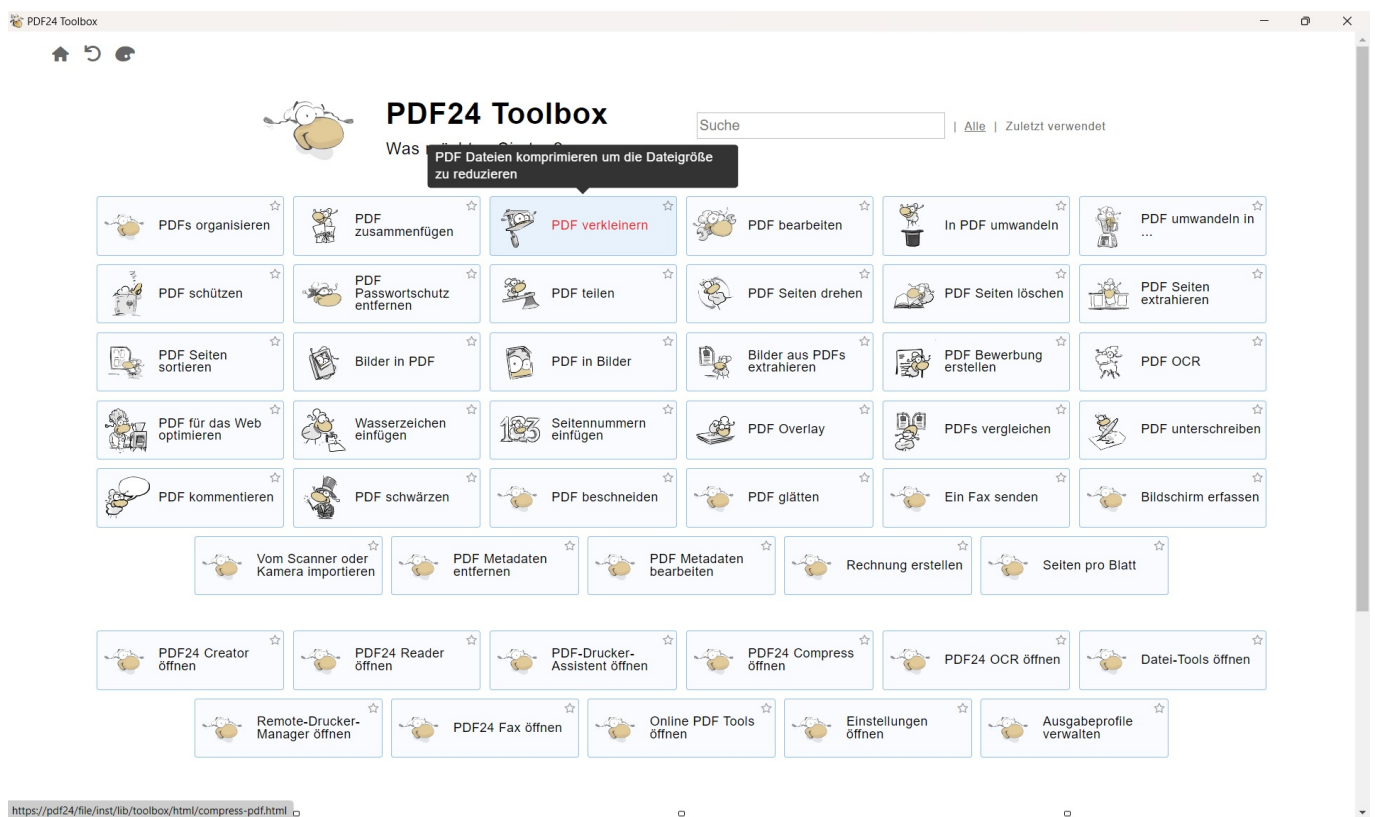 PDF24 Toolbox
PDF24 Toolbox
Suche
| Alle | Zuletzt verwendet
Was
PDF Dateien komprimieren um die Dateigröße
zu reduzieren
PDFs organisieren
PDF
zusammenfügen
PDF verkleinern
PDF bearbeiten
In PDF umwandeln
PDF umwandeln in
...
PDF schützen
PDF
Passwortschutz
entfernen
PDF teilen
PDF Seiten drehen
PDF Seiten löschen
PDF Seiten
extrahieren
PDF Seiten
sortieren
Bilder in PDF
PDF in Bilder
Bilder aus PDFs
extrahieren
PDF Bewerbung
erstellen
PDF OCR
PDF für das Web
optimieren
Wasserzeichen
einfügen
123
Seitennummern
einfügen
PDF Overlay
PDFs vergleichen
PDF unterschreiben
PDF kommentieren
PDF schwärzen
PDF beschneiden
PDF glätten
Ein Fax senden
Bildschirm erfassen
Vom Scanner oder
Kamera importieren
PDF Metadaten
entfernen
PDF Metadaten
bearbeiten
Rechnung erstellen
Seiten pro Blatt
PDF24 Creator
öffnen
PDF24 Reader
öffnen
PDF-Drucker-
Assistent öffnen
PDF24 Compress
öffnen
PDF24 OCR öffnen
Datei-Tools öffnen
Remote-Drucker-
Manager öffnen
PDF24 Fax öffnen
Online PDF Tools
öffnen
Einstellungen
öffnen
Ausgabeprofile
verwalten
https://pdf24/file/inst/lib/toolbox/html/compress-pdf.html